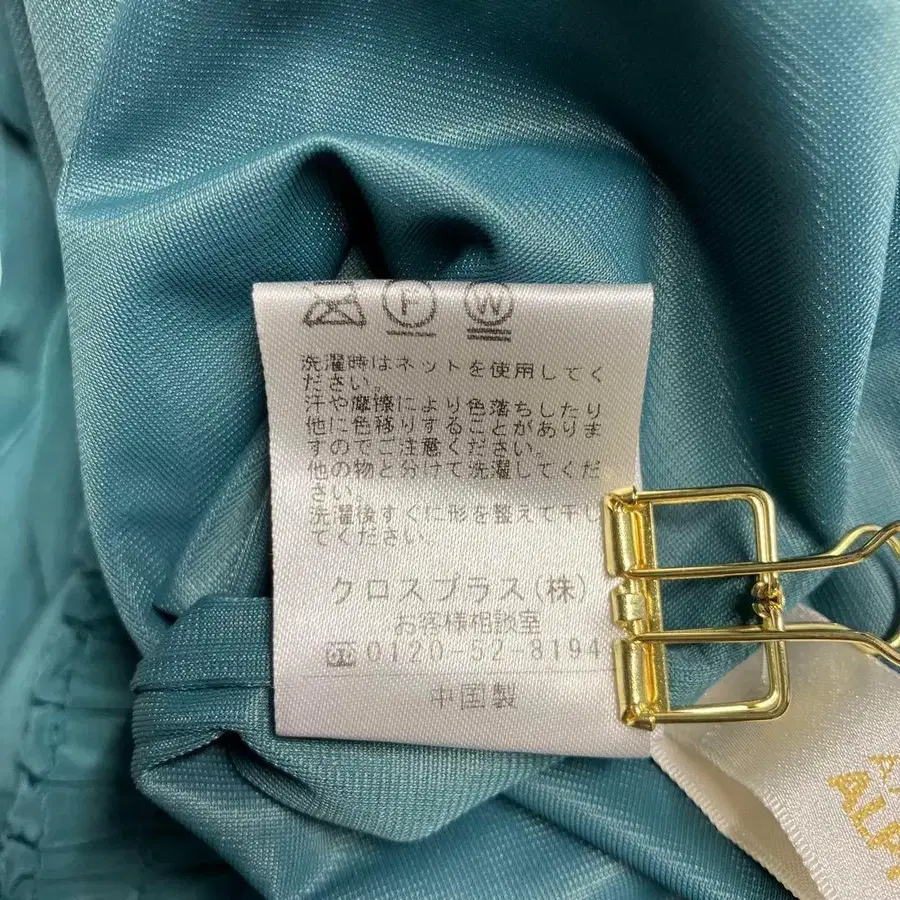 F W
洗濯時はネットを使用してく
ださい。
汗や摩擦により色落ちしたり
他に色移りすることがありま
すのでご注意ください。
他の物と分けて洗濯してくだ
さい。
洗濯後すぐに形を整えて干し
てください。
クロスプラス(株)
お客様相談室
0120 52-8194
中国製